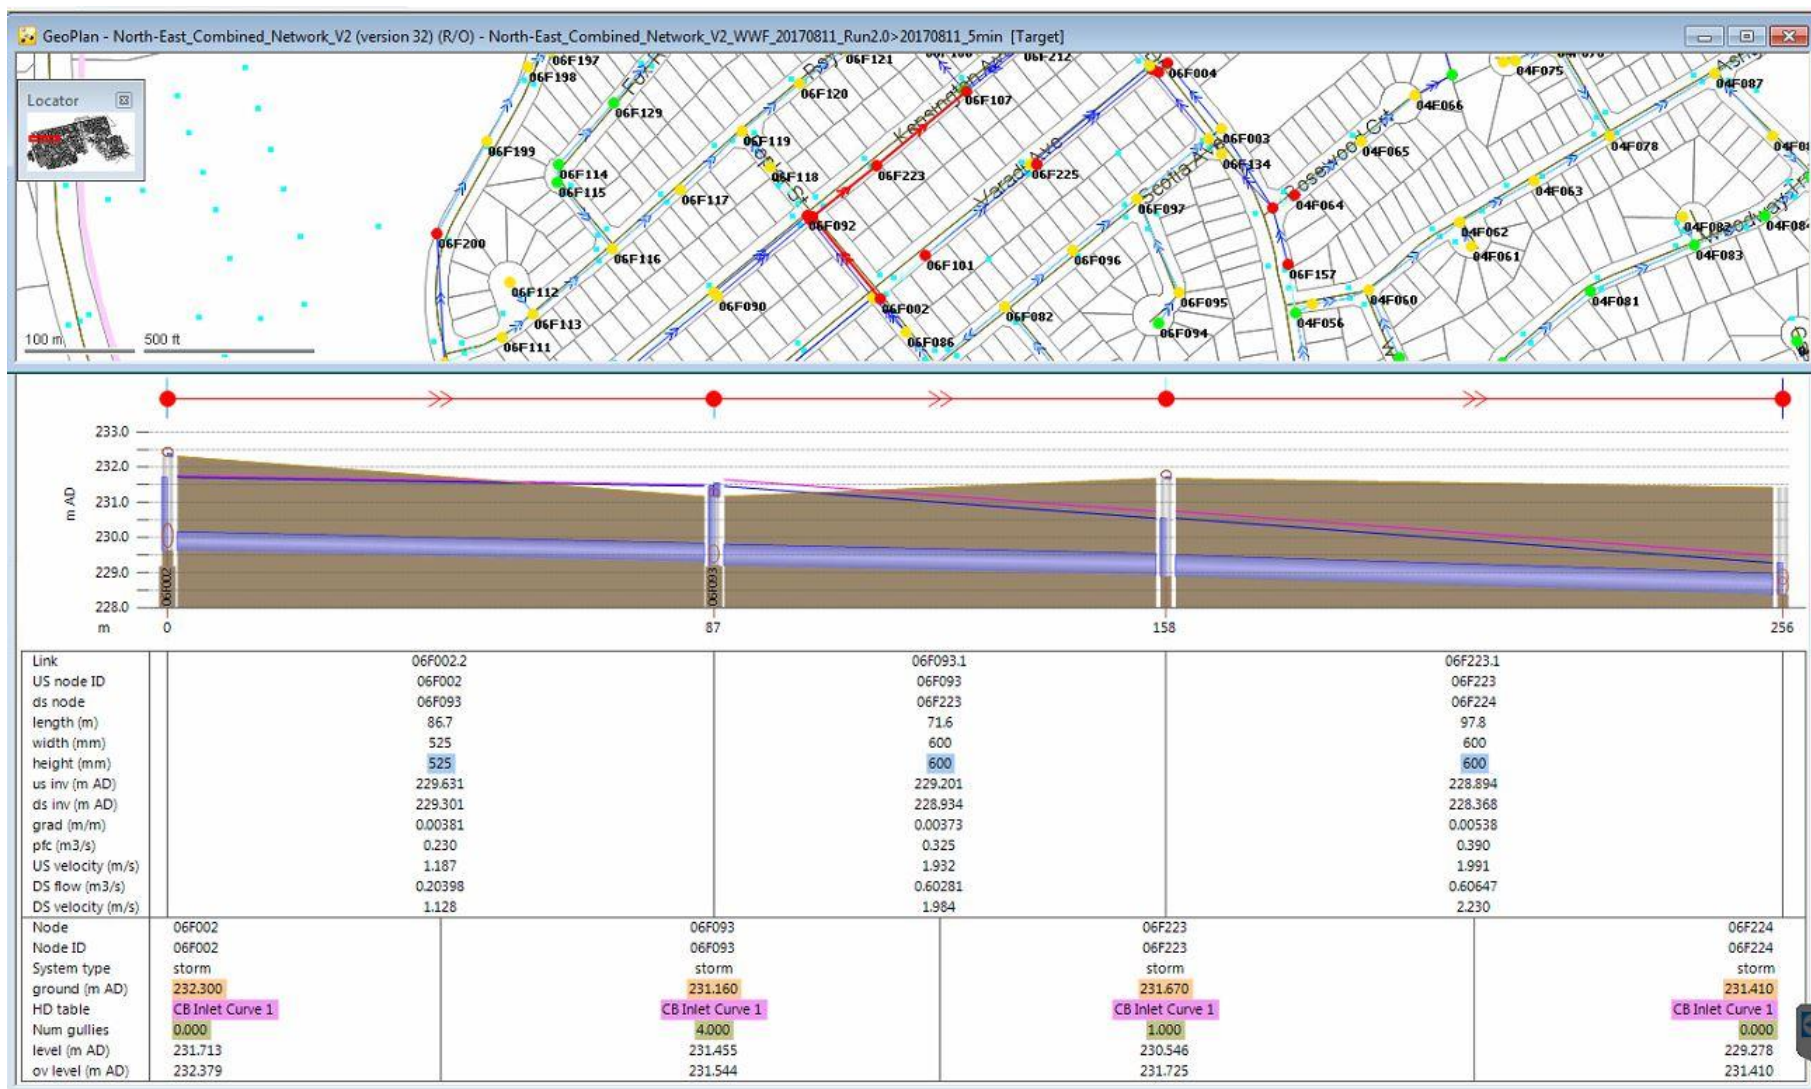 GeoPlan - North-East_Combined_Network_V2 (version 32) (R/O) - North-East_Combined_Network_V2_WWF_20170811_Run2.0>20170811_5min [Target]
Locator
06F197
06F198
06F121
06F212
06F004
04F075
04F087
06F120
06F107
04F066
06F129
Kensington
06F199
06F119
06F003
04F078
04F065
06F114
06F118
06F134
06F115
06F223
06F225
04F063
06F117
Varadi Ave
Scotia Ave
Rosewood Crt
04F064
06F097
06F092
04F062
04F082
06F200
06F116
06F101
06F096
04F061
04F083
06F157
06F112
06F090
06F002
06F095
04F060
04F081
06F113
06F082
06F094
04F056
06F111
06F086
100 m
500 ft
233.0
232.0
231.0
230.0
229.0
228.0
m AD
06F002
06F093
m 0 87 158 256
Link 06F002.2 06F093.1 06F223.1
US node ID 06F002 06F093 06F223
ds node 06F093 06F223 06F224
length (m) 86.7 71.6 97.8
width (mm) 525 600 600
height (mm) 525 600 600
us inv (m AD) 229.631 229.201 228.894
ds inv (m AD) 229.301 228.934 228.368
grad (m/m) 0.00381 0.00373 0.00538
pfc (m3/s) 0.230 0.325 0.390
US velocity (m/s) 1.187 1.932 1.991
DS flow (m3/s) 0.20398 0.60281 0.60647
DS velocity (m/s) 1.128 1.984 2.230
Node 06F002 06F093 06F223 06F224
Node ID 06F002 06F093 06F223 06F224
System type storm storm storm storm
ground (m AD) 232.300 231.160 231.670 231.410
HD table CB Inlet Curve 1 CB Inlet Curve 1 CB Inlet Curve 1 CB Inlet Curve 1
Num gullies 0.000 4.000 1.000 0.000
level (m AD) 231.713 231.455 230.546 229.278
ov level (m AD) 232.379 231.544 231.725 231.410